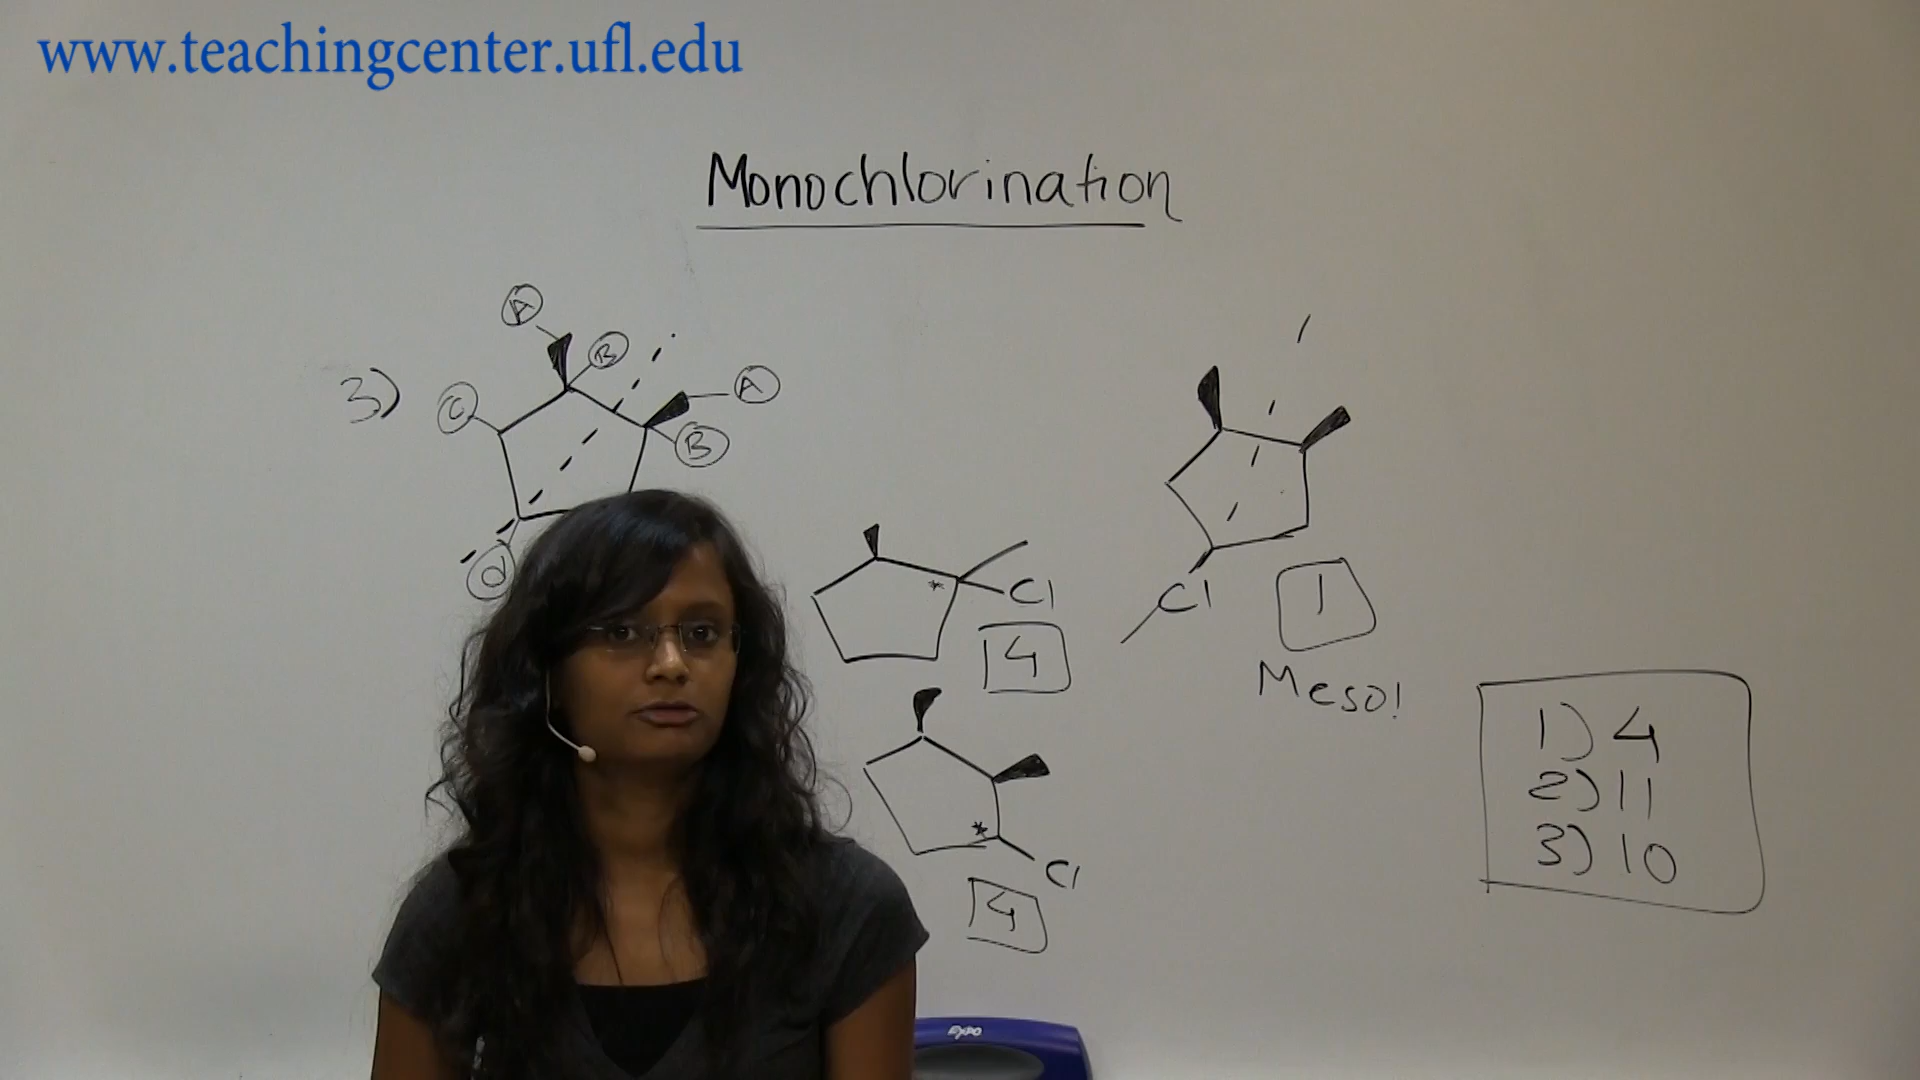 www.teachingcenter.ufl.edu
Monochlorination
3)
A
B
A
C
B
D
* Cl
4
Cl
1
Meso!
* Cl
4
1) 4
2) 11
3) 10
EXPO